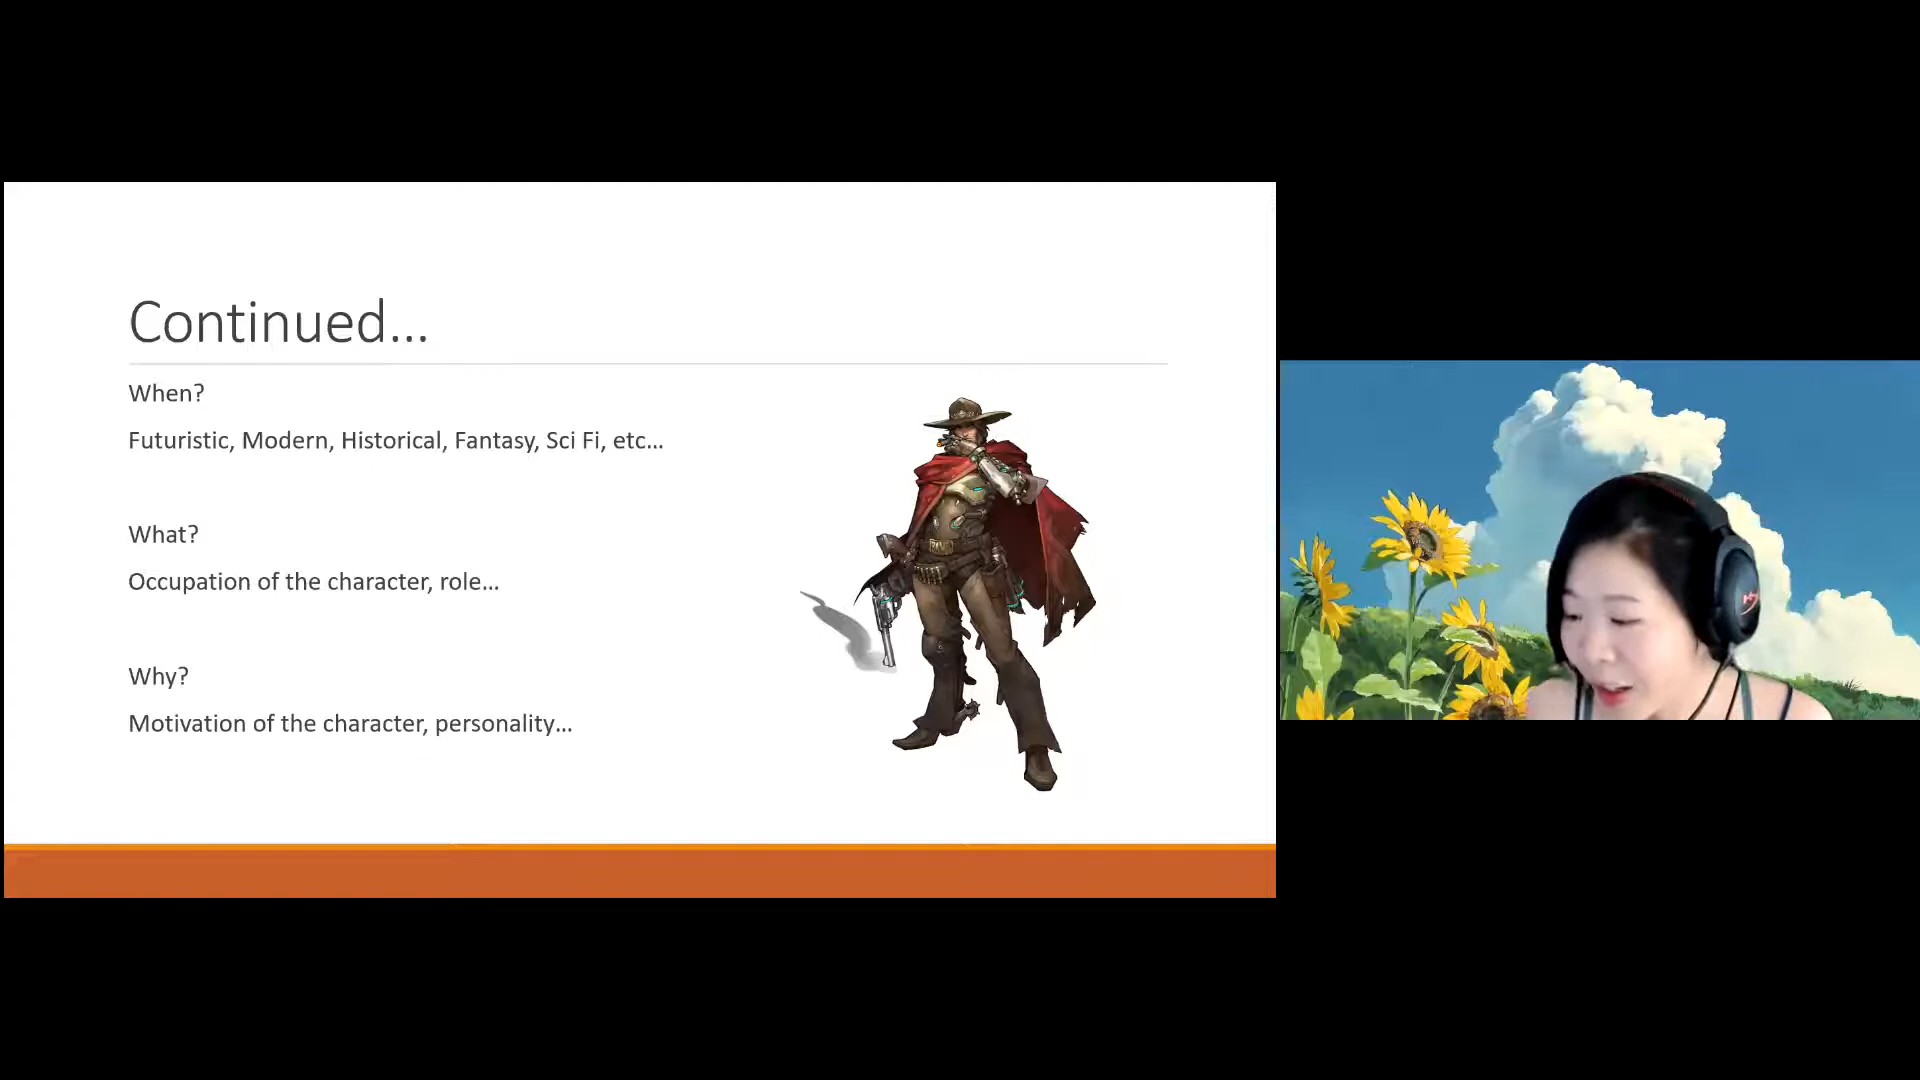 Continued...
When?
Futuristic, Modern, Historical, Fantasy, Sci Fi, etc...
What?
Occupation of the character, role...
Why?
Motivation of the character, personality...